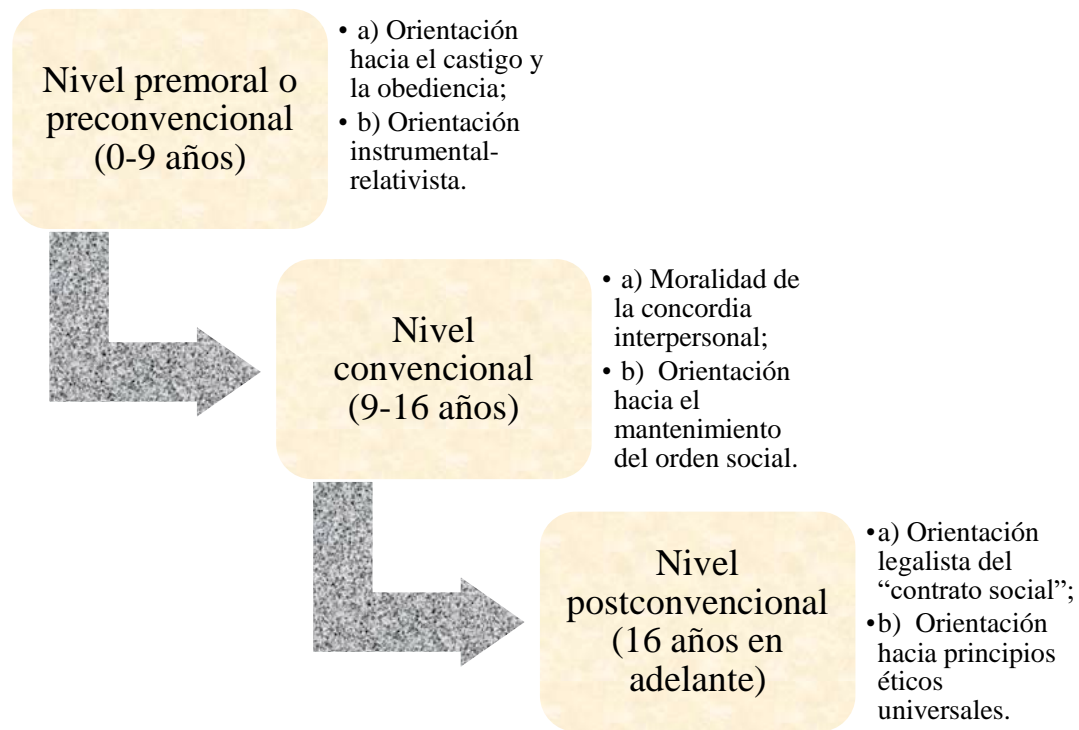 Nivel premoral o
preconvencional
(0-9 años)
• a) Orientación
hacia el castigo y
la obediencia;
• b) Orientación
instrumental-
relativista.
Nivel
convencional
(9-16 años)
• a) Moralidad de
la concordia
interpersonal;
• b) Orientación
hacia el
mantenimiento
del orden social.
Nivel
postconvencional
(16 años en
adelante)
•a) Orientación
legalista del
“contrato social”;
•b) Orientación
hacia principios
éticos
universales.